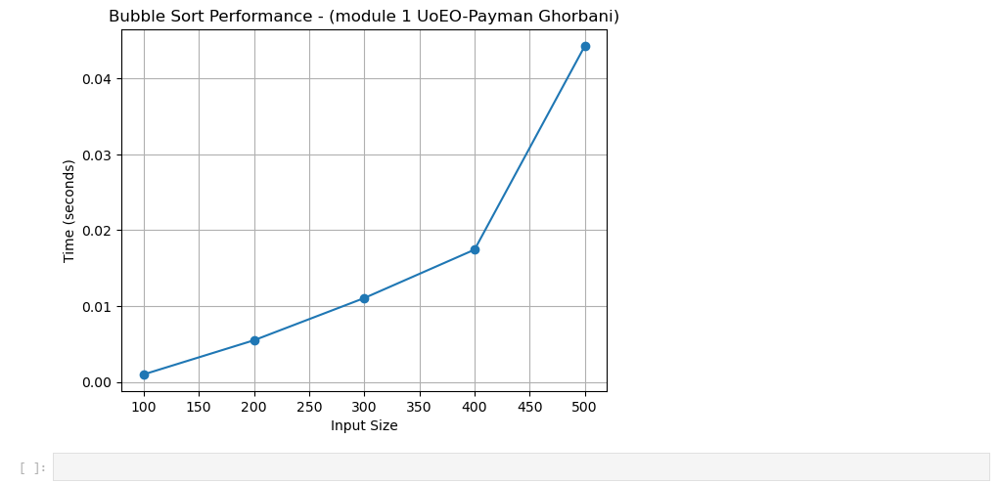 Bubble Sort Performance - (module 1 UoEO-Payman Ghorbani)
Time (seconds)
0.04
0.03
0.02
0.01
0.00
100 150 200 250 300 350 400 450 500
Input Size
[ ]: